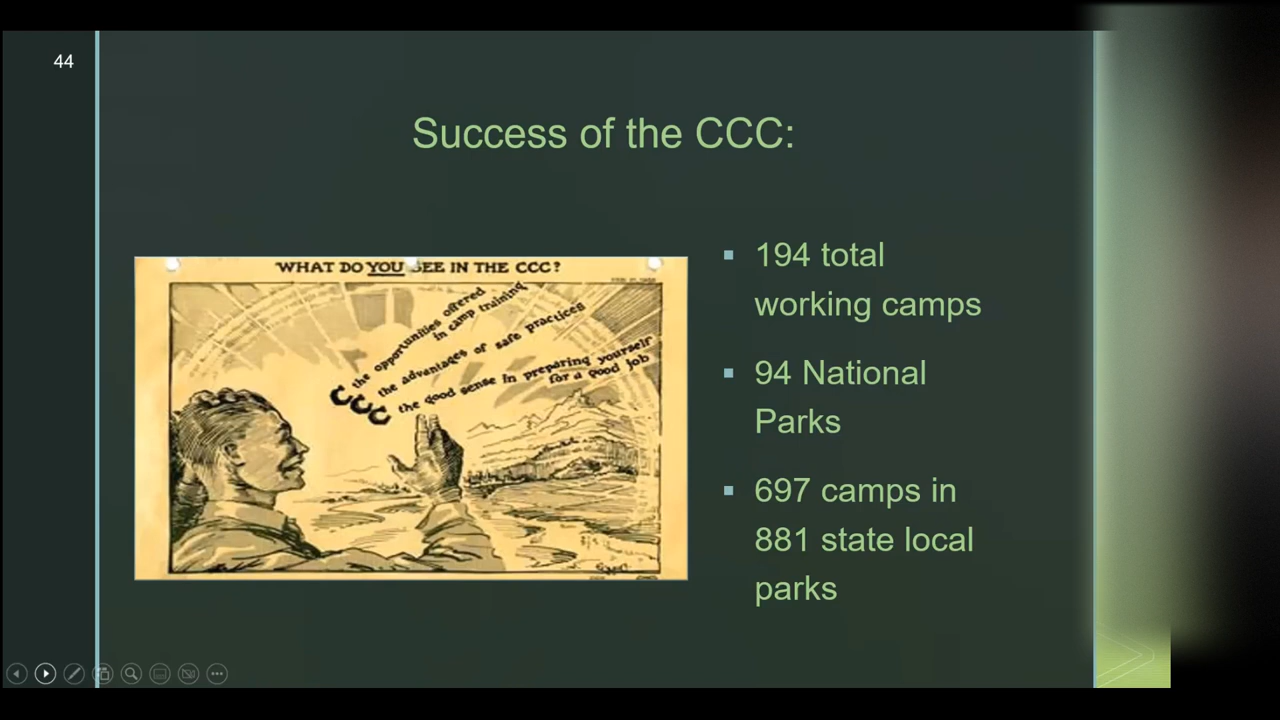 44
Success of the CCC:
WHAT DO YOU SEE IN THE CCC?
CCC
the opportunities offered
in camp training
the advantages of safe practices
the good sense in preparing yourself
for a good job
194 total
working camps
94 National
Parks
697 camps in
881 state local
parks